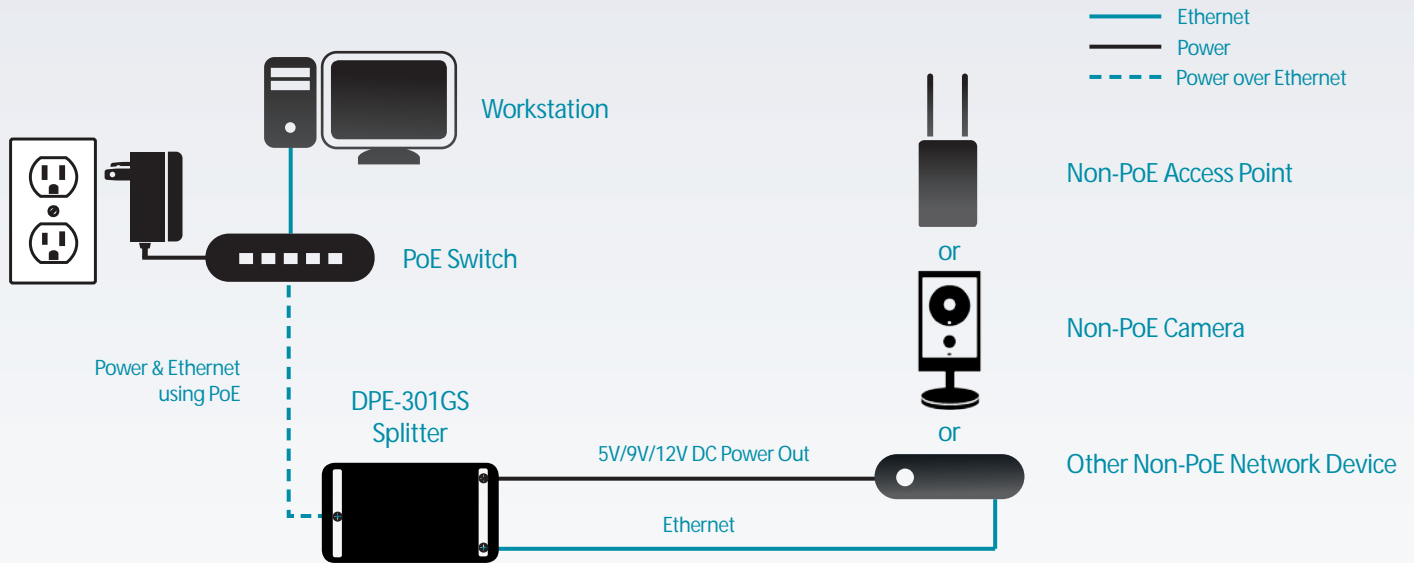 Ethernet
Power
Power over Ethernet
Workstation
Non-PoE Access Point
PoE Switch
or
Non-PoE Camera
Power & Ethernet
using PoE
DPE-301GS
Splitter
or
5V/9V/12V DC Power Out
Other Non-PoE Network Device
Ethernet